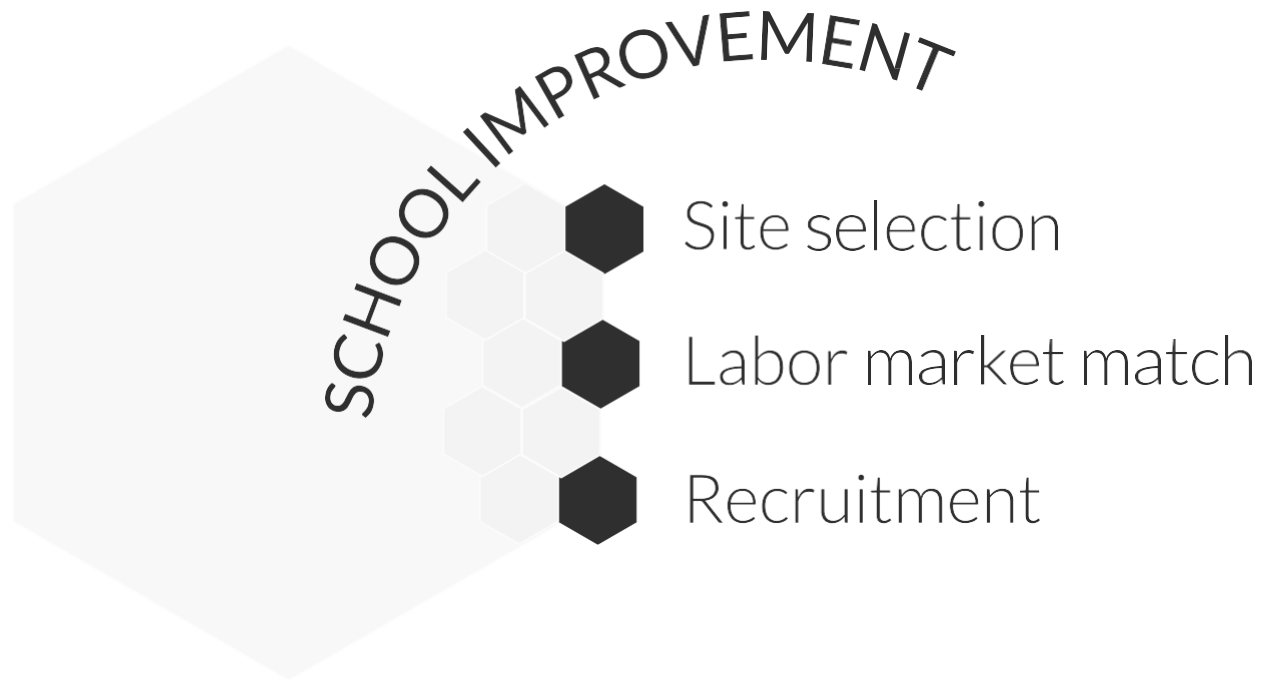 SCHOOL IMPROVEMENT
Site selection
Labor market match
Recruitment